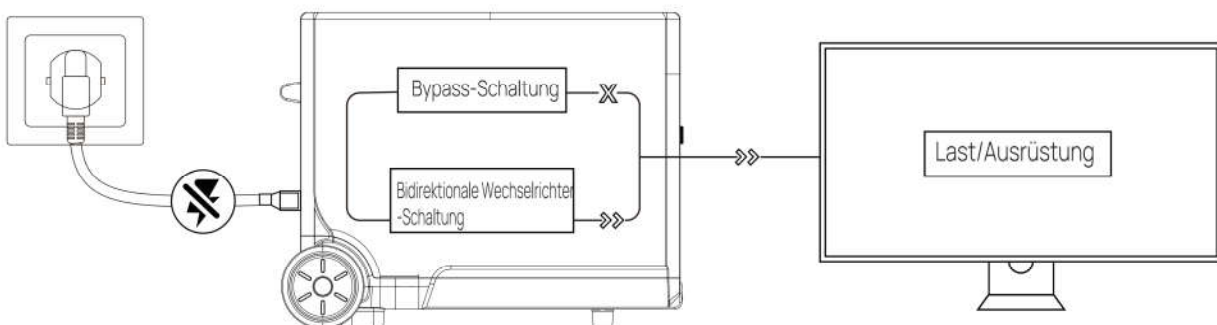 Bypass-Schaltung
Bidirektionale Wechselrichter
-Schaltung
Last/Ausrüstung